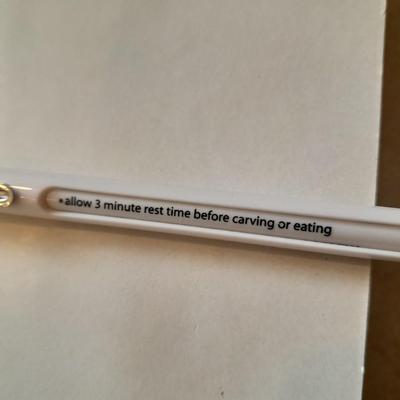 *allow 3 minute rest time before carving or eating